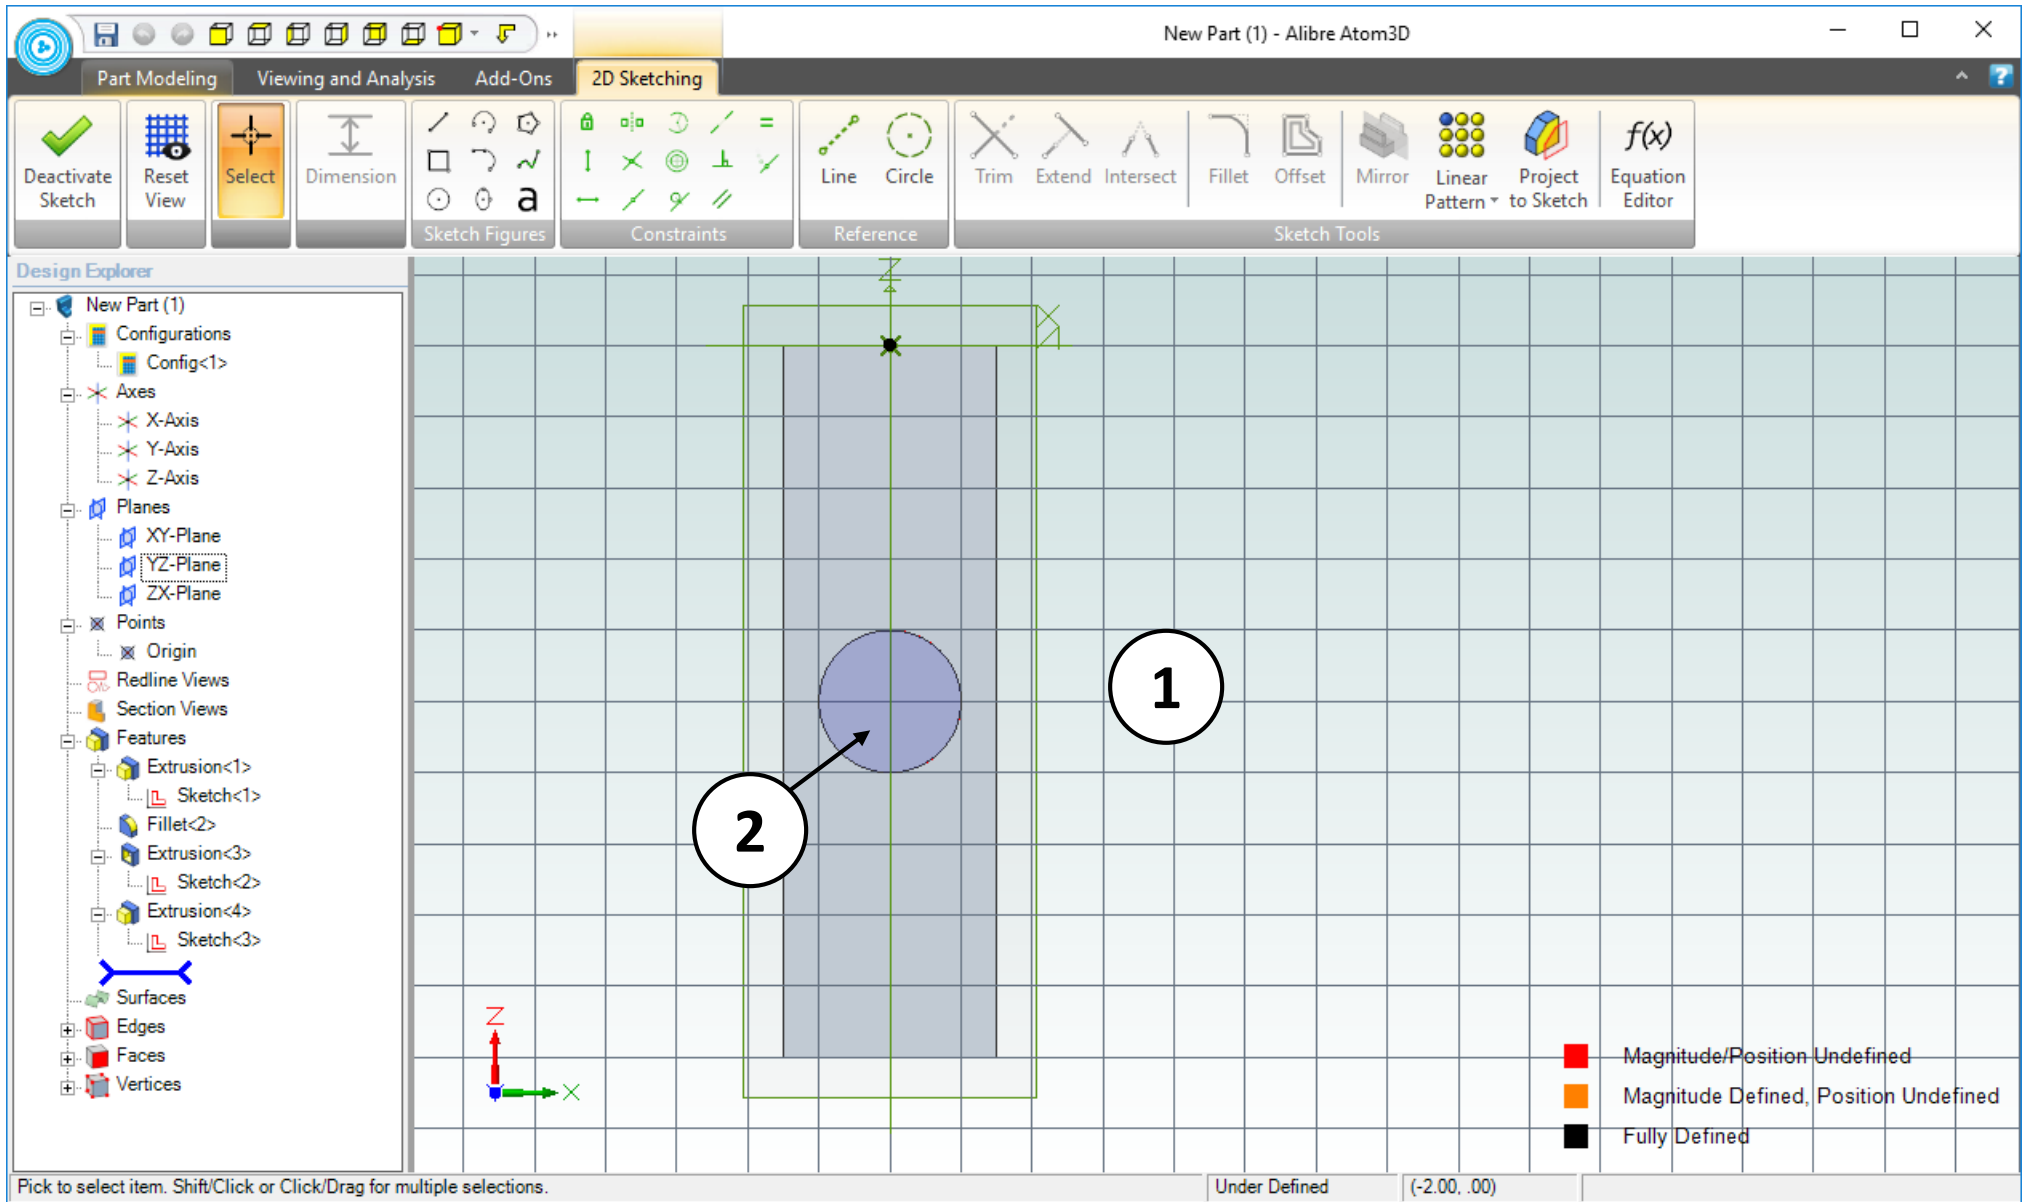 New Part (1) - Alibre Atom3D
Part Modeling
Viewing and Analysis
Add-Ons
2D Sketching
?
Deactivate
Sketch
Reset
View
Select
Dimension
a
Sketch Figures
Constraints
Line
Circle
Reference
Trim
Extend
Intersect
Fillet
Offset
Mirror
Linear
Pattern
Project
to Sketch
f(x)
Equation
Editor
Sketch Tools
Design Explorer
New Part (1)
Configurations
Config<1>
Axes
X-Axis
Y-Axis
Z-Axis
Planes
XY-Plane
YZ-Plane
ZX-Plane
Points
Origin
Redline Views
Section Views
Features
Extrusion<1>
Sketch<1>
Fillet<2>
Extrusion<3>
Sketch<2>
Extrusion<4>
Sketch<3>
Surfaces
Edges
Faces
Vertices
Z
X
1
2
Z
X
Magnitude/Position Undefined
Magnitude Defined, Position Undefined
Fully Defined
Pick to select item. Shift/Click or Click/Drag for multiple selections.
Under Defined
(-2.00, .00)